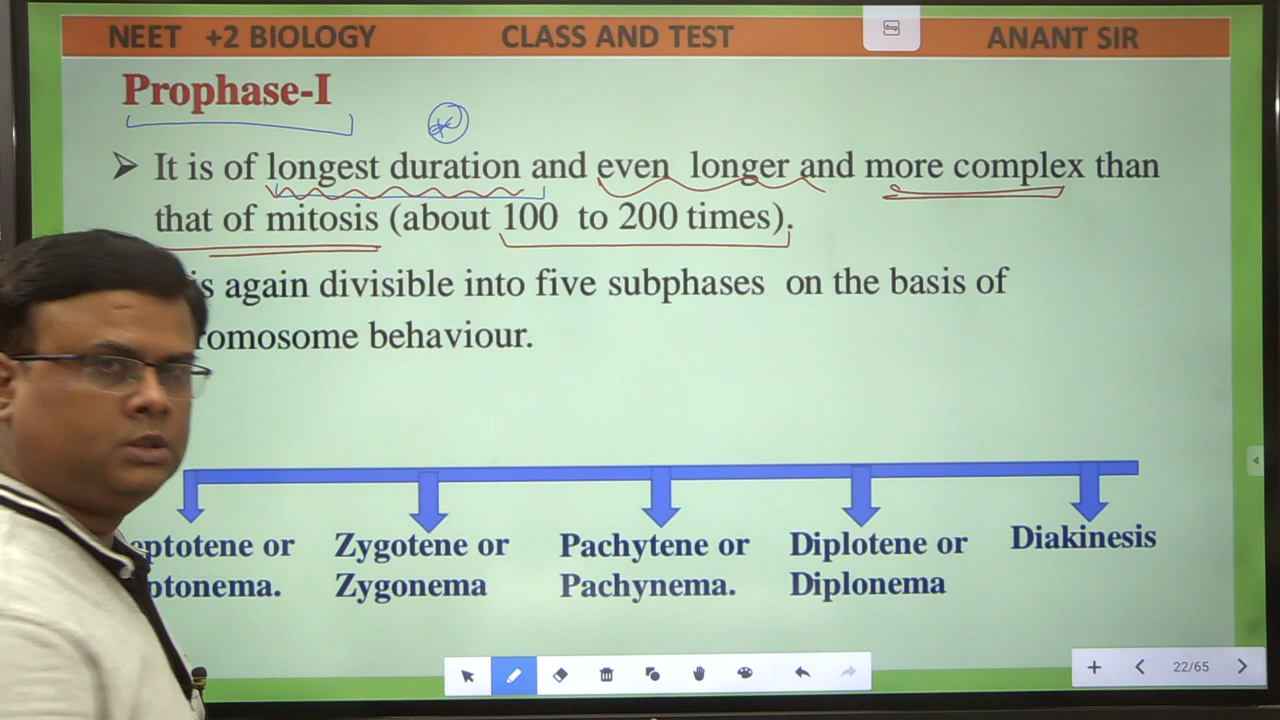 NEET +2 BIOLOGY CLASS AND TEST ANANT SIR
Prophase-I
➤ It is of longest duration and even longer and more complex than
that of mitosis (about 100 to 200 times).
is again divisible into five subphases on the basis of
romosome behaviour.
eptotene or
ptonema.
Zygotene or
Zygonema
Pachytene or
Pachynema.
Diplotene or
Diplonema
Diakinesis
22/65